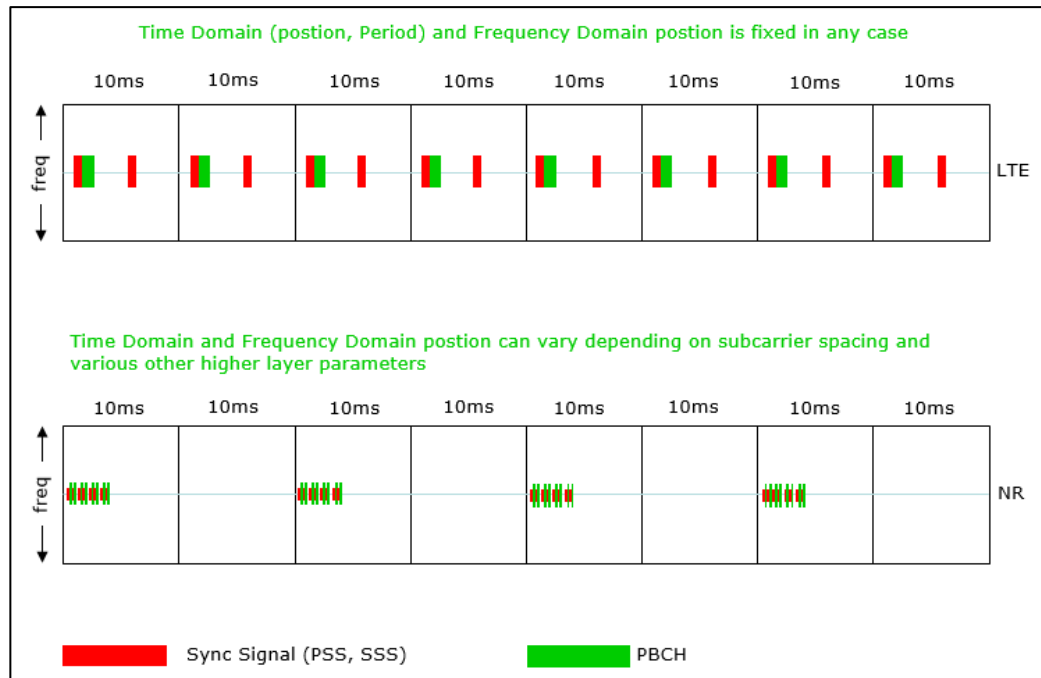 Time Domain (postion, Period) and Frequency Domain postion is fixed in any case
10ms 10ms 10ms 10ms 10ms 10ms 10ms 10ms
freq
LTE
Time Domain and Frequency Domain postion can vary depending on subcarrier spacing and
various other higher layer parameters
10ms 10ms 10ms 10ms 10ms 10ms 10ms 10ms
freq
NR
Sync Signal (PSS, SSS) PBCH